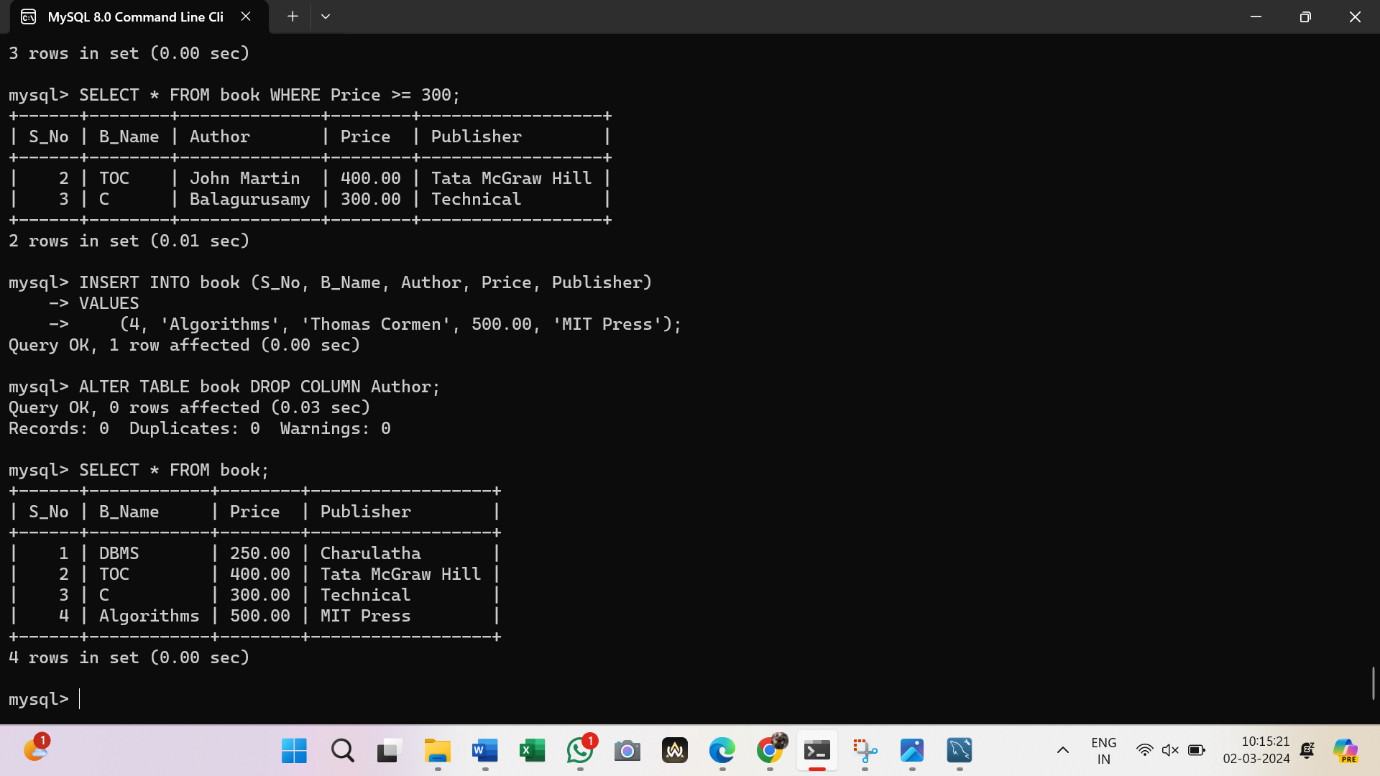 MySQL 8.0 Command Line Cli
3 rows in set (0.00 sec)
mysql> SELECT * FROM book WHERE Price >= 300;
+------+--------+--------------+--------+------------------+
| S_No | B_Name | Author       | Price  | Publisher        |
+------+--------+--------------+--------+------------------+
|    2 | TOC    | John Martin  | 400.00 | Tata McGraw Hill |
|    3 | C      | Balagurusamy | 300.00 | Technical        |
+------+--------+--------------+--------+------------------+
2 rows in set (0.01 sec)
mysql> INSERT INTO book (S_No, B_Name, Author, Price, Publisher)
    -> VALUES
    ->     (4, 'Algorithms', 'Thomas Cormen', 500.00, 'MIT Press');
Query OK, 1 row affected (0.00 sec)
mysql> ALTER TABLE book DROP COLUMN Author;
Query OK, 0 rows affected (0.03 sec)
Records: 0  Duplicates: 0  Warnings: 0
mysql> SELECT * FROM book;
+------+------------+--------+------------------+
| S_No | B_Name     | Price  | Publisher        |
+------+------------+--------+------------------+
|    1 | DBMS       | 250.00 | Charulatha       |
|    2 | TOC        | 400.00 | Tata McGraw Hill |
|    3 | C          | 300.00 | Technical        |
|    4 | Algorithms | 500.00 | MIT Press        |
+------+------------+--------+------------------+
4 rows in set (0.00 sec)
mysql>
1
1
ENG
IN
10:15:21
02-03-2024
PRE